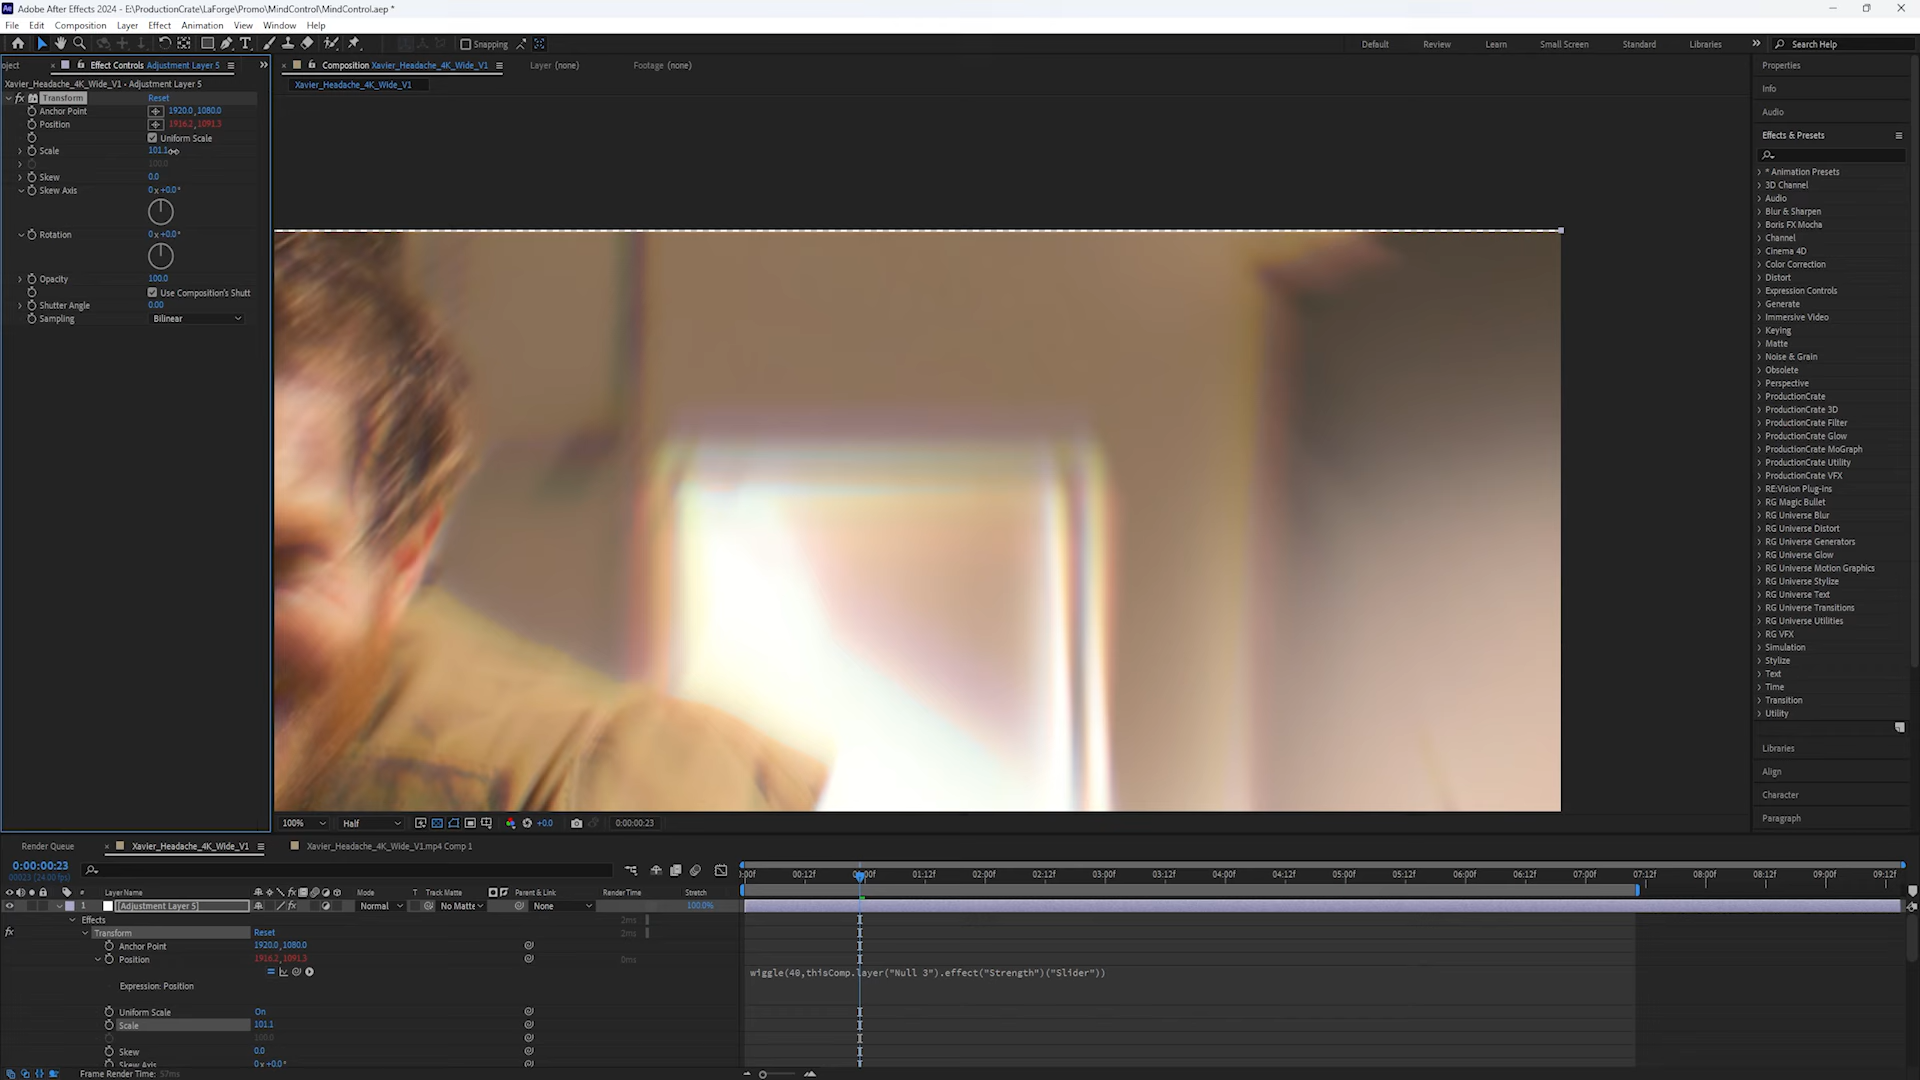 Adobe After Effects 2024 - E:\ProductionCrate\LaForge\Promo\MindControl\MindControl.aep *
File Edit Composition Layer Effect Animation View Window Help
Snapping
Default Review Learn Small Screen Standard Libraries Search Help
oject Effect Controls Adjustment Layer 5
Composition Xavier_Headache_4K_Wide_V1 Layer (none) Footage (none)
Xavier_Headache_4K_Wide_V1 - Adjustment Layer 5
Xavier_Headache_4K_Wide_V1
fx Transform Reset
Anchor Point 1920.0,1080.0
Position 1916.2,1091.3
Uniform Scale
Scale 101.1
100.0
Skew 0.0
Skew Axis 0x+0.0°
Rotation 0x+0.0°
Opacity 100.0
Use Composition's Shutt
Shutter Angle 0.00
Sampling Bilinear
Properties
Info
Audio
Effects & Presets
* Animation Presets
3D Channel
Audio
Blur & Sharpen
Boris FX Mocha
Channel
Cinema 4D
Color Correction
Distort
Expression Controls
Generate
Immersive Video
Keying
Matte
Noise & Grain
Obsolete
Perspective
ProductionCrate
ProductionCrate 3D
ProductionCrate Filter
ProductionCrate Glow
ProductionCrate MoGraph
ProductionCrate Utility
ProductionCrate VFX
RE:Vision Plug-ins
RG Magic Bullet
RG Universe Blur
RG Universe Distort
RG Universe Generators
RG Universe Glow
RG Universe Motion Graphics
RG Universe Stylize
RG Universe Text
RG Universe Transitions
RG Universe Utilities
RG VFX
Simulation
Stylize
Text
Time
Transition
Utility
Libraries
Align
Character
Paragraph
100% Half +0.0 0:00:00:23
Render Queue Xavier_Headache_4K_Wide_V1 Xavier_Headache_4K_Wide_V1.mp4 Comp 1
0:00:00:23
00023 (24.00 fps)
:00f 00:12f 01:00f 01:12f 02:00f 02:12f 03:00f 03:12f 04:00f 04:12f 05:00f 05:12f 06:00f 06:12f 07:00f 07:12f 08:00f 08:12f 09:00f 09:12f
# Layer Name Mode T Track Matte Parent & Link Render Time Stretch
1 [Adjustment Layer 5] Normal No Matte None 100.0%
Effects 2ms
fx Transform Reset 2ms
Anchor Point 1920.0,1080.0
Position 1916.2,1091.3 0ms
wiggle(40,thisComp.layer("Null 3").effect("Strength")("Slider"))
Expression: Position
Uniform Scale On
Scale 101.1
100.0
Skew 0.0
Skew Axis 0x+0.0°
Frame Render Time: 57ms